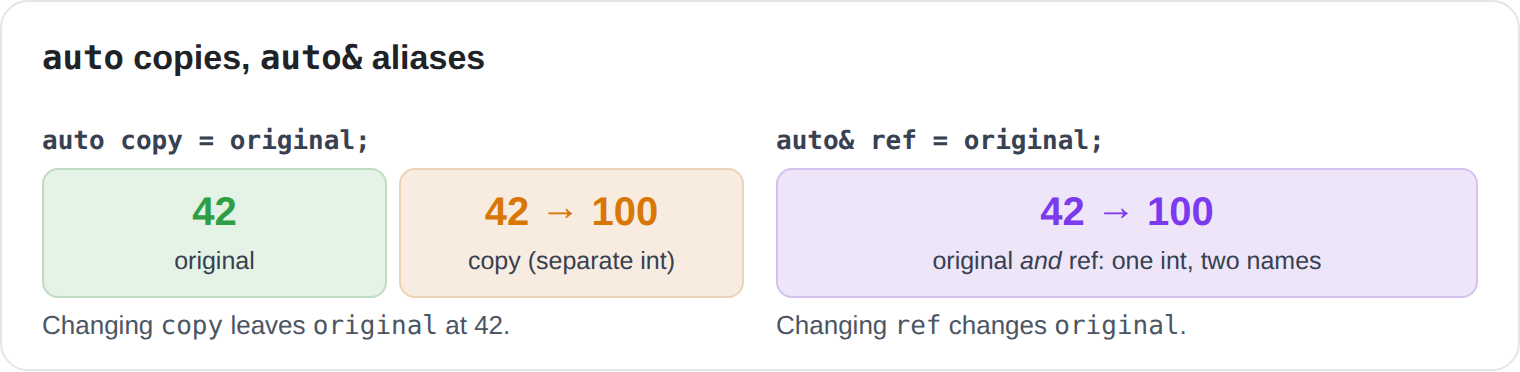 auto copies, auto& aliases
auto copy = original;
42
original
42 → 100
copy (separate int)
Changing copy leaves original at 42.
auto& ref = original;
42 → 100
original and ref: one int, two names
Changing ref changes original.